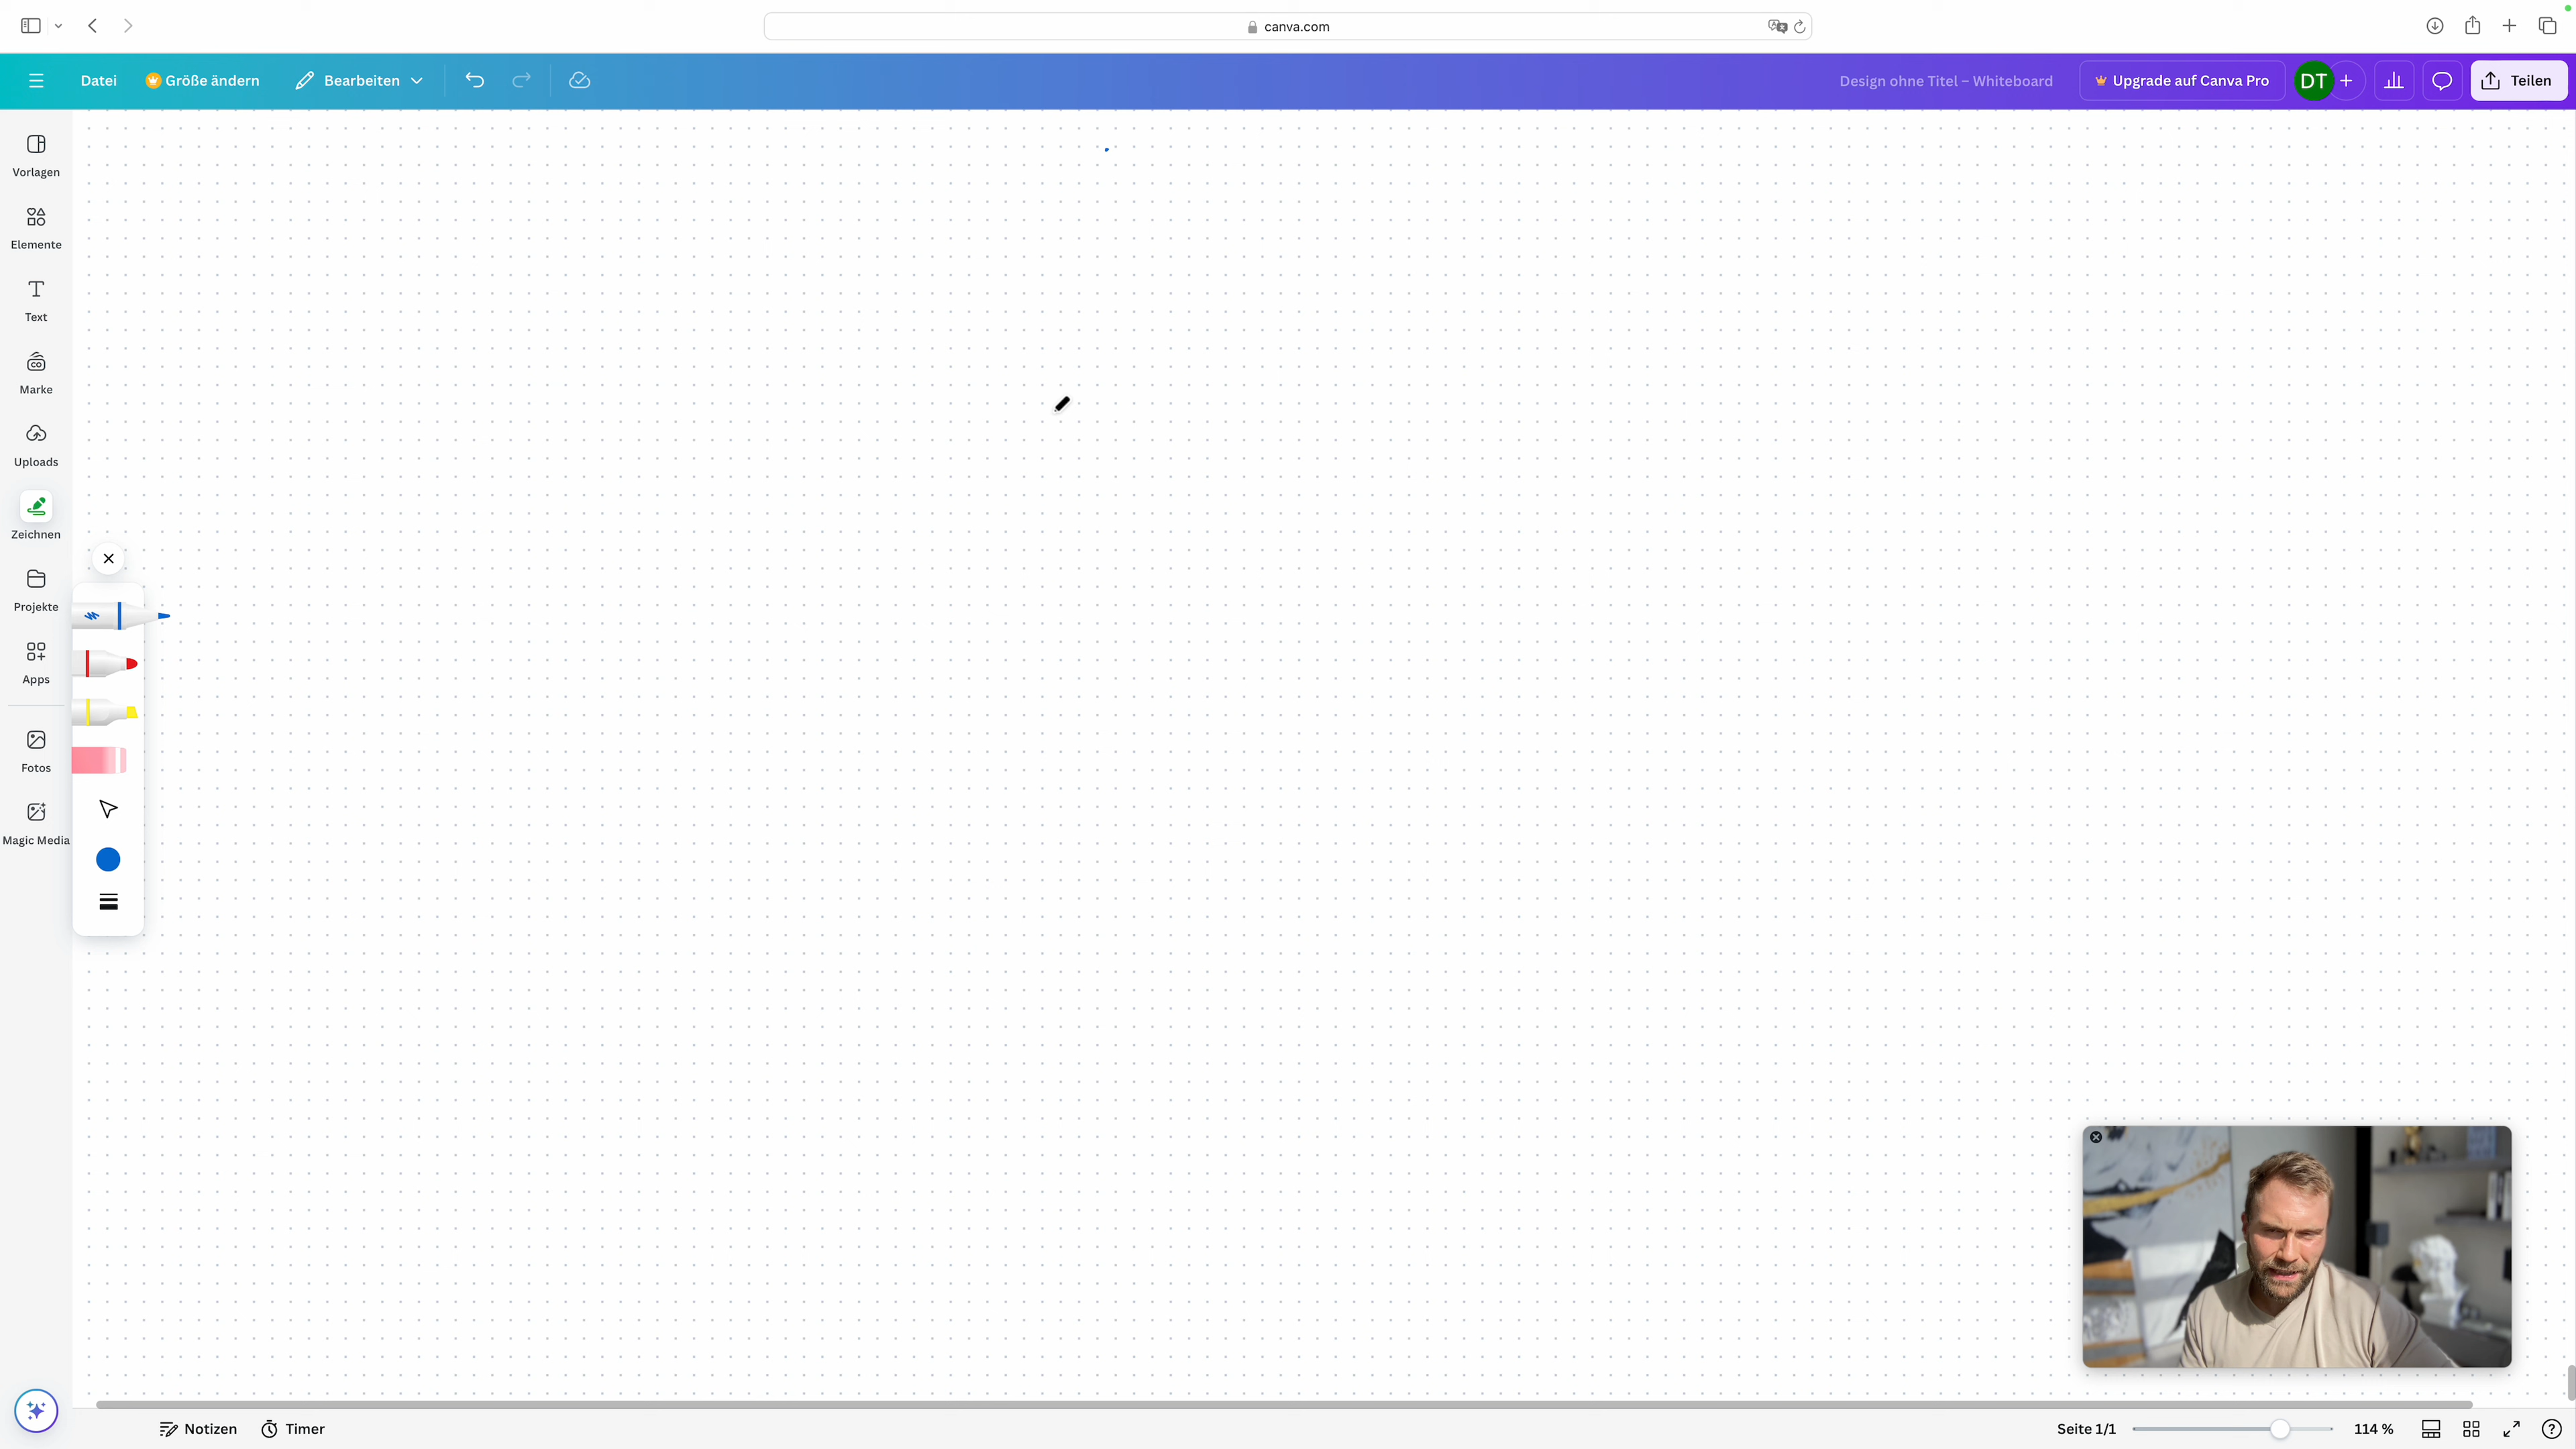 canva.com
Datei
Größe ändern
Bearbeiten
Design ohne Titel – Whiteboard
Upgrade auf Canva Pro
DT
Teilen
Vorlagen
Elemente
Text
Marke
Uploads
Zeichnen
Projekte
Apps
Fotos
Magic Media
Notizen
Timer
Seite 1/1
114 %